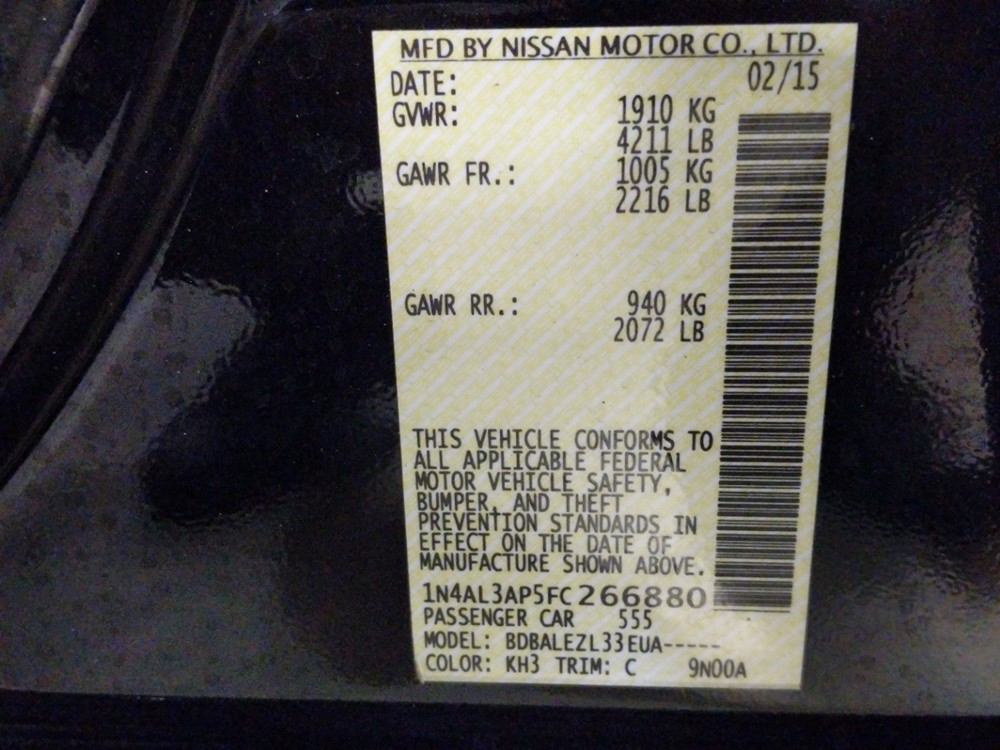 MFD BY NISSAN MOTOR CO., LTD.
DATE: 02/15
GVWR: 1910 KG
4211 LB
GAWR FR.: 1005 KG
2216 LB
GAWR RR.: 940 KG
2072 LB
THIS VEHICLE CONFORMS TO
ALL APPLICABLE FEDERAL
MOTOR VEHICLE SAFETY,
BUMPER, AND THEFT
PREVENTION STANDARDS IN
EFFECT ON THE DATE OF
MANUFACTURE SHOWN ABOVE.
1N4AL3AP5FC266880
PASSENGER CAR 555
MODEL: BDBALEZL33EUA-----
COLOR: KH3 TRIM: C 9N00A